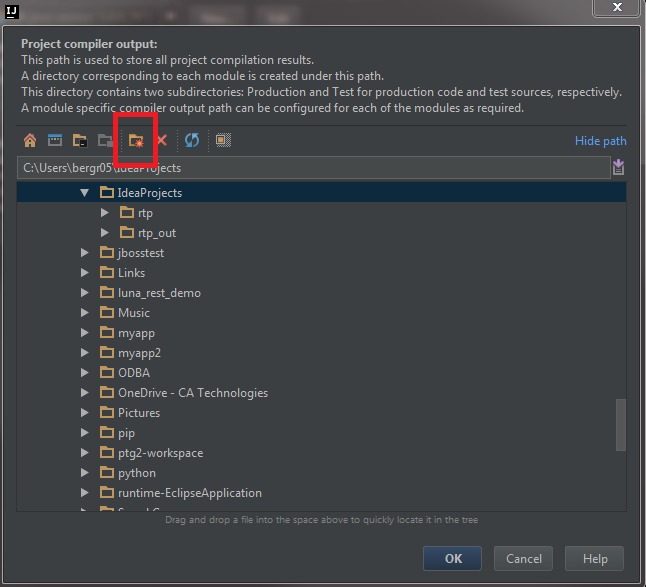 IJ
X
Project compiler output:
This path is used to store all project compilation results.
A directory corresponding to each module is created under this path.
This directory contains two subdirectories: Production and Test for production code and test sources, respectively.
A module specific compiler output path can be configured for each of the modules as required.
Hide path
C:\Users\bergr05\IdeaProjects
IdeaProjects
rtp
rtp_out
jbosstest
Links
luna_rest_demo
Music
myapp
myapp2
ODBA
OneDrive - CA Technologies
Pictures
pip
ptg2-workspace
python
runtime-EclipseApplication
Drag and drop a file into the space above to quickly locate it in the tree
OK Cancel Help